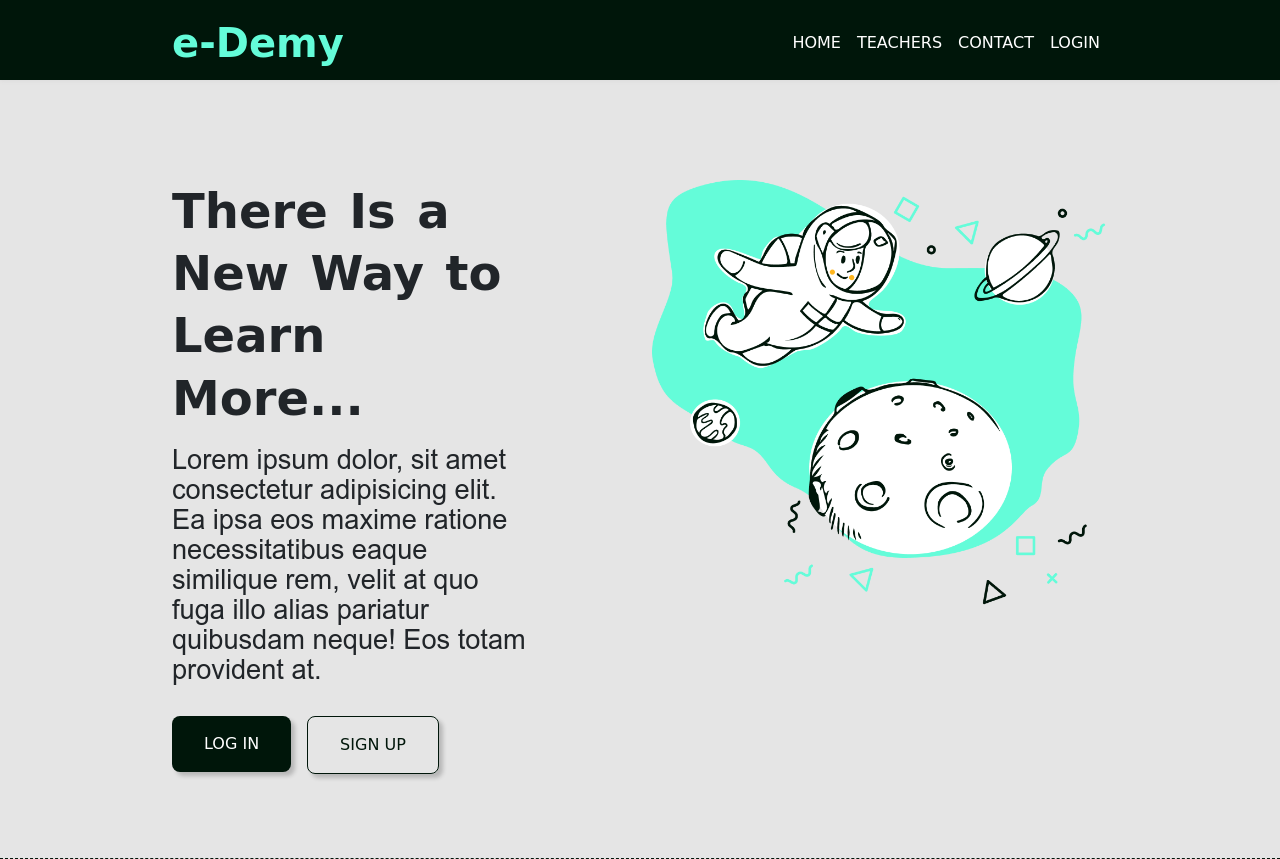 e-Demy
HOME TEACHERS CONTACT LOGIN
There Is a
New Way to
Learn
More...
Lorem ipsum dolor, sit amet
consectetur adipisicing elit.
Ea ipsa eos maxime ratione
necessitatibus eaque
similique rem, velit at quo
fuga illo alias pariatur
quibusdam neque! Eos totam
provident at.
LOG IN SIGN UP